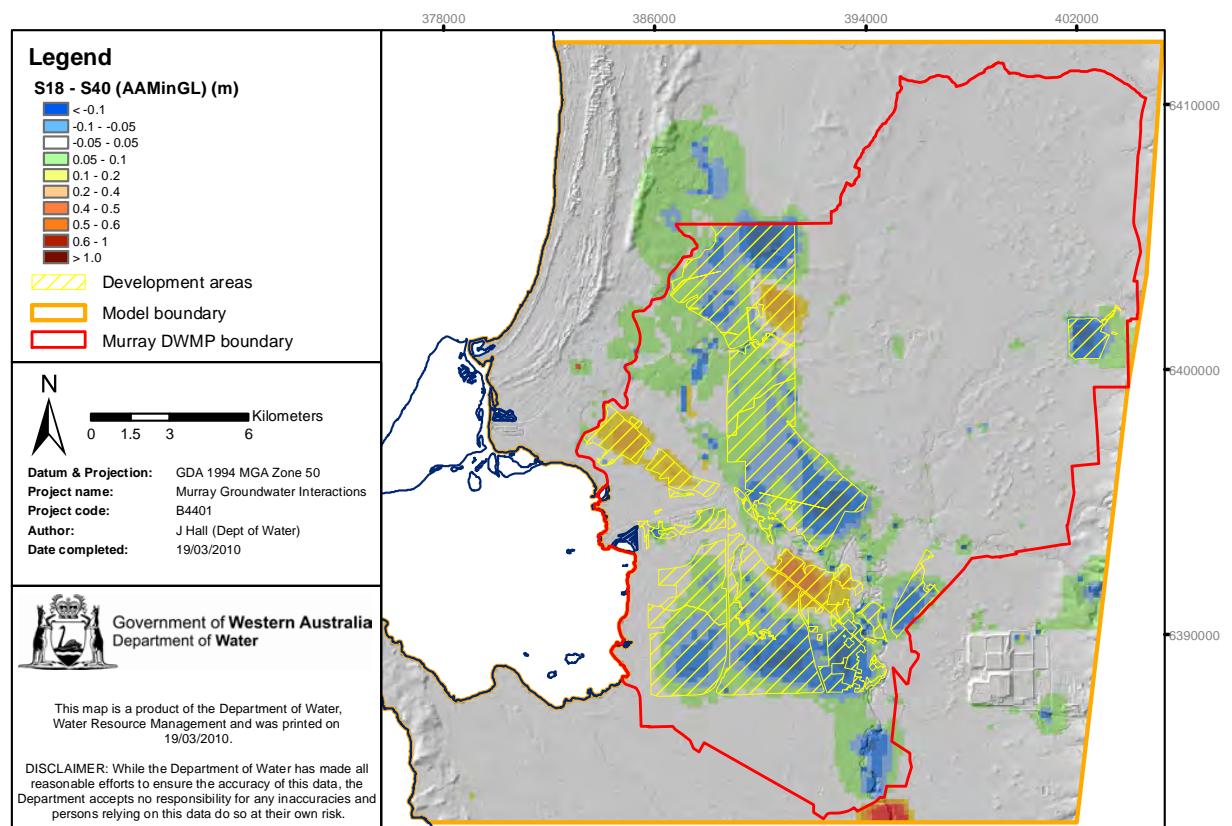 378000
386000
394000
402000
Legend
S18 - S40 (AAMinGL) (m)
< -0.1
-0.1 - -0.05
-0.05 - 0.05
0.05 - 0.1
0.1 - 0.2
0.2 - 0.4
0.4 - 0.5
0.5 - 0.6
0.6 - 1
> 1.0
Development areas
Model boundary
Murray DWMP boundary
6410000
6400000
6390000
N
Kilometers
0 1.5 3 6
Datum & Projection: GDA 1994 MGA Zone 50
Project name: Murray Groundwater Interactions
Project code: B4401
Author: J Hall (Dept of Water)
Date completed: 19/03/2010
Government of Western Australia
Department of Water
This map is a product of the Department of Water,
Water Resource Management and was printed on
19/03/2010.
DISCLAIMER: While the Department of Water has made all
reasonable efforts to ensure the accuracy of this data, the
Department accepts no responsibility for any inaccuracies and
persons relying on this data do so at their own risk.